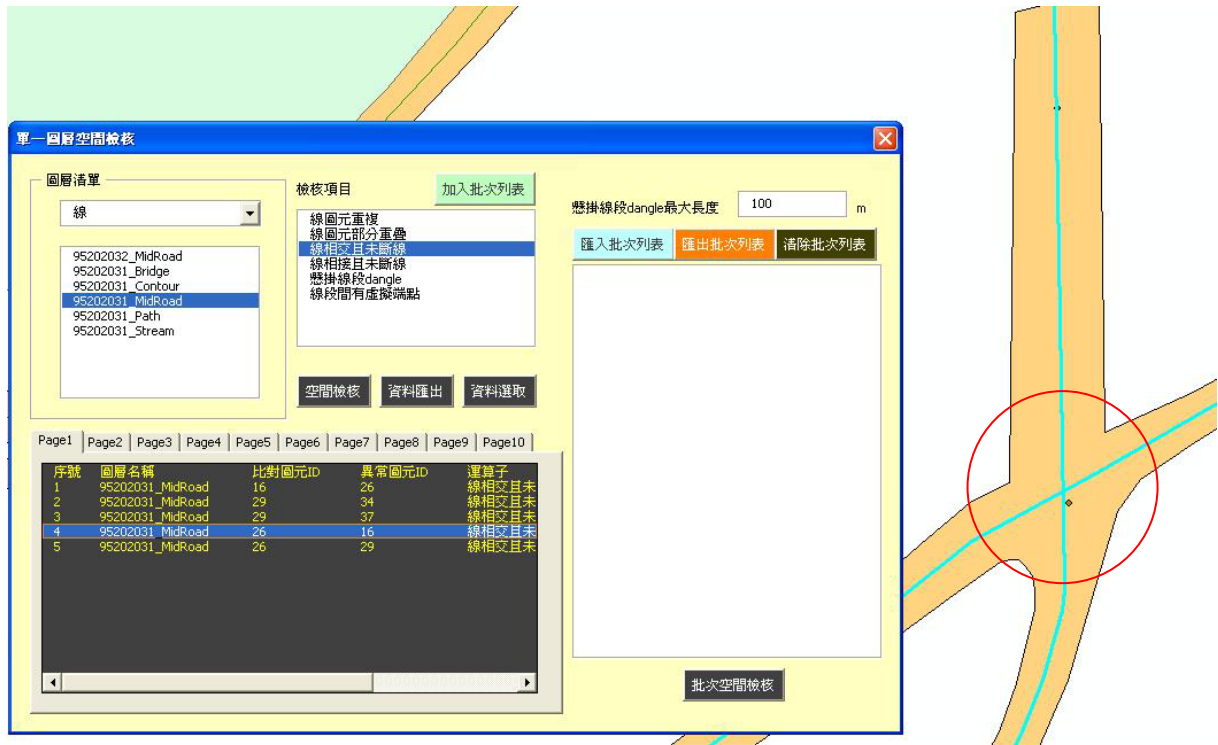 單一圖層空間檢核
圖層清單
線
95202032_MidRoad
95202031_Bridge
95202031_Contour
95202031_MidRoad
95202031_Path
95202031_Stream
檢核項目
加入批次列表
線圖元重複
線圖元部分重疊
線相交且未斷線
線相接且未斷線
懸掛線段dangle
線段間有虛擬端點
空間檢核 資料匯出 資料選取
懸掛線段dangle最大長度 100 m
匯入批次列表 匯出批次列表 清除批次列表
Page1 Page2 Page3 Page4 Page5 Page6 Page7 Page8 Page9 Page10
序號 圖層名稱 比對圖元ID 異常圖元ID 運算子
1 95202031_MidRoad 16 26 線相交且未
2 95202031_MidRoad 29 34 線相交且未
3 95202031_MidRoad 29 37 線相交且未
4 95202031_MidRoad 26 16 線相交且未
5 95202031_MidRoad 26 29 線相交且未
批次空間檢核